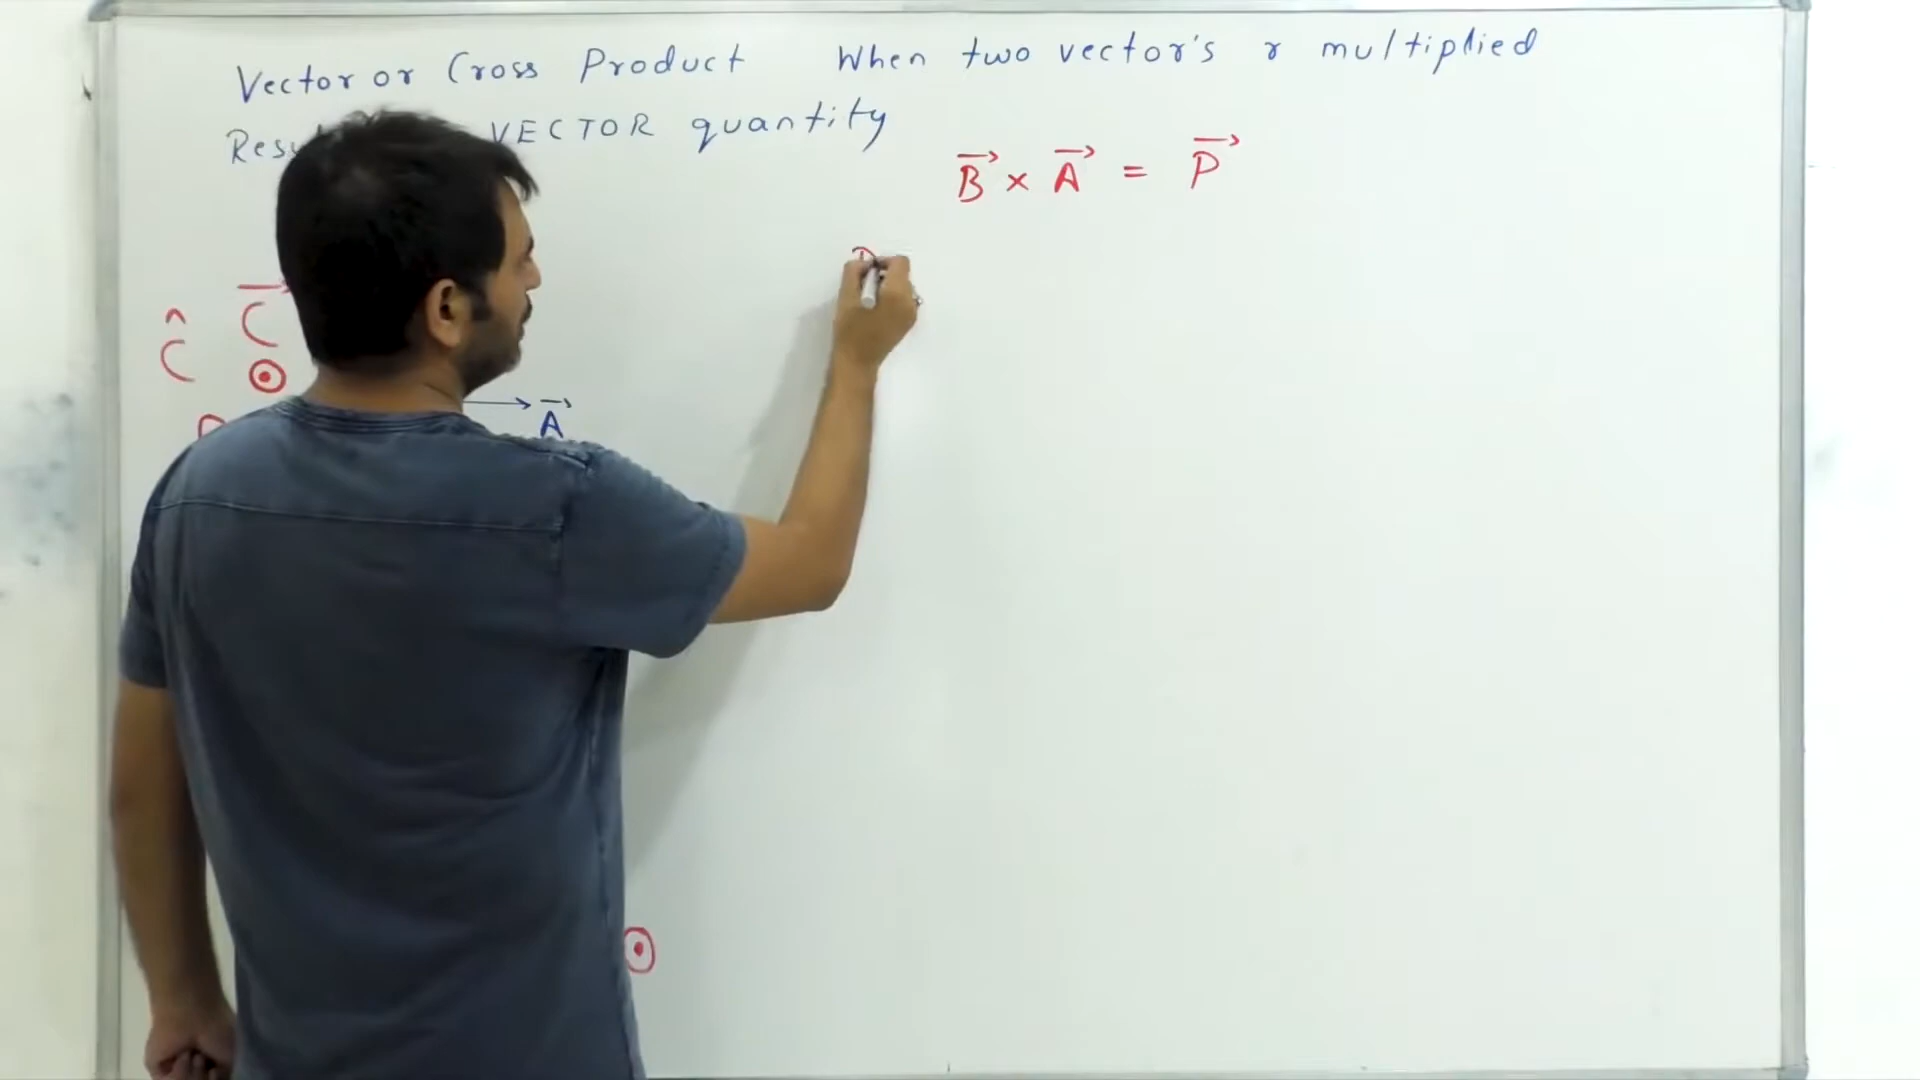 Vector or Cross Product When two vector's r multiplied
VECTOR quantity
B⃗ × A⃗ = P⃗
Ĉ C⃗
A⃗